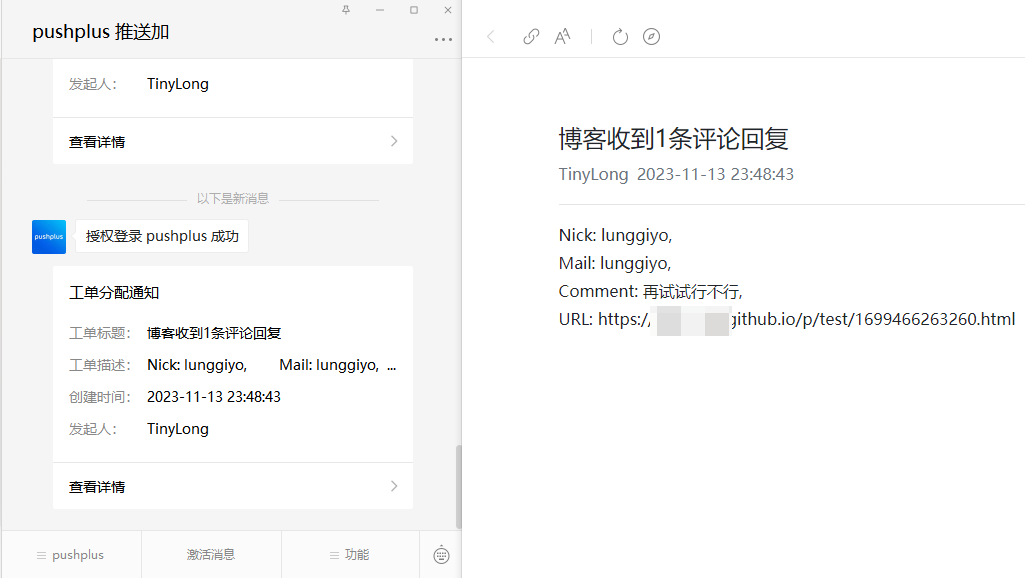 pushplus 推送加
发起人： TinyLong
查看详情
以下是新消息
pushplus
授权登录 pushplus 成功
工单分配通知
工单标题： 博客收到1条评论回复
工单描述： Nick: lunggiyo, Mail: lunggiyo, ...
创建时间： 2023-11-13 23:48:43
发起人： TinyLong
查看详情
pushplus 激活消息 功能
博客收到1条评论回复
TinyLong 2023-11-13 23:48:43
Nick: lunggiyo,
Mail: lunggiyo,
Comment: 再试试行不行,
URL: https:/ github.io/p/test/1699466263260.html